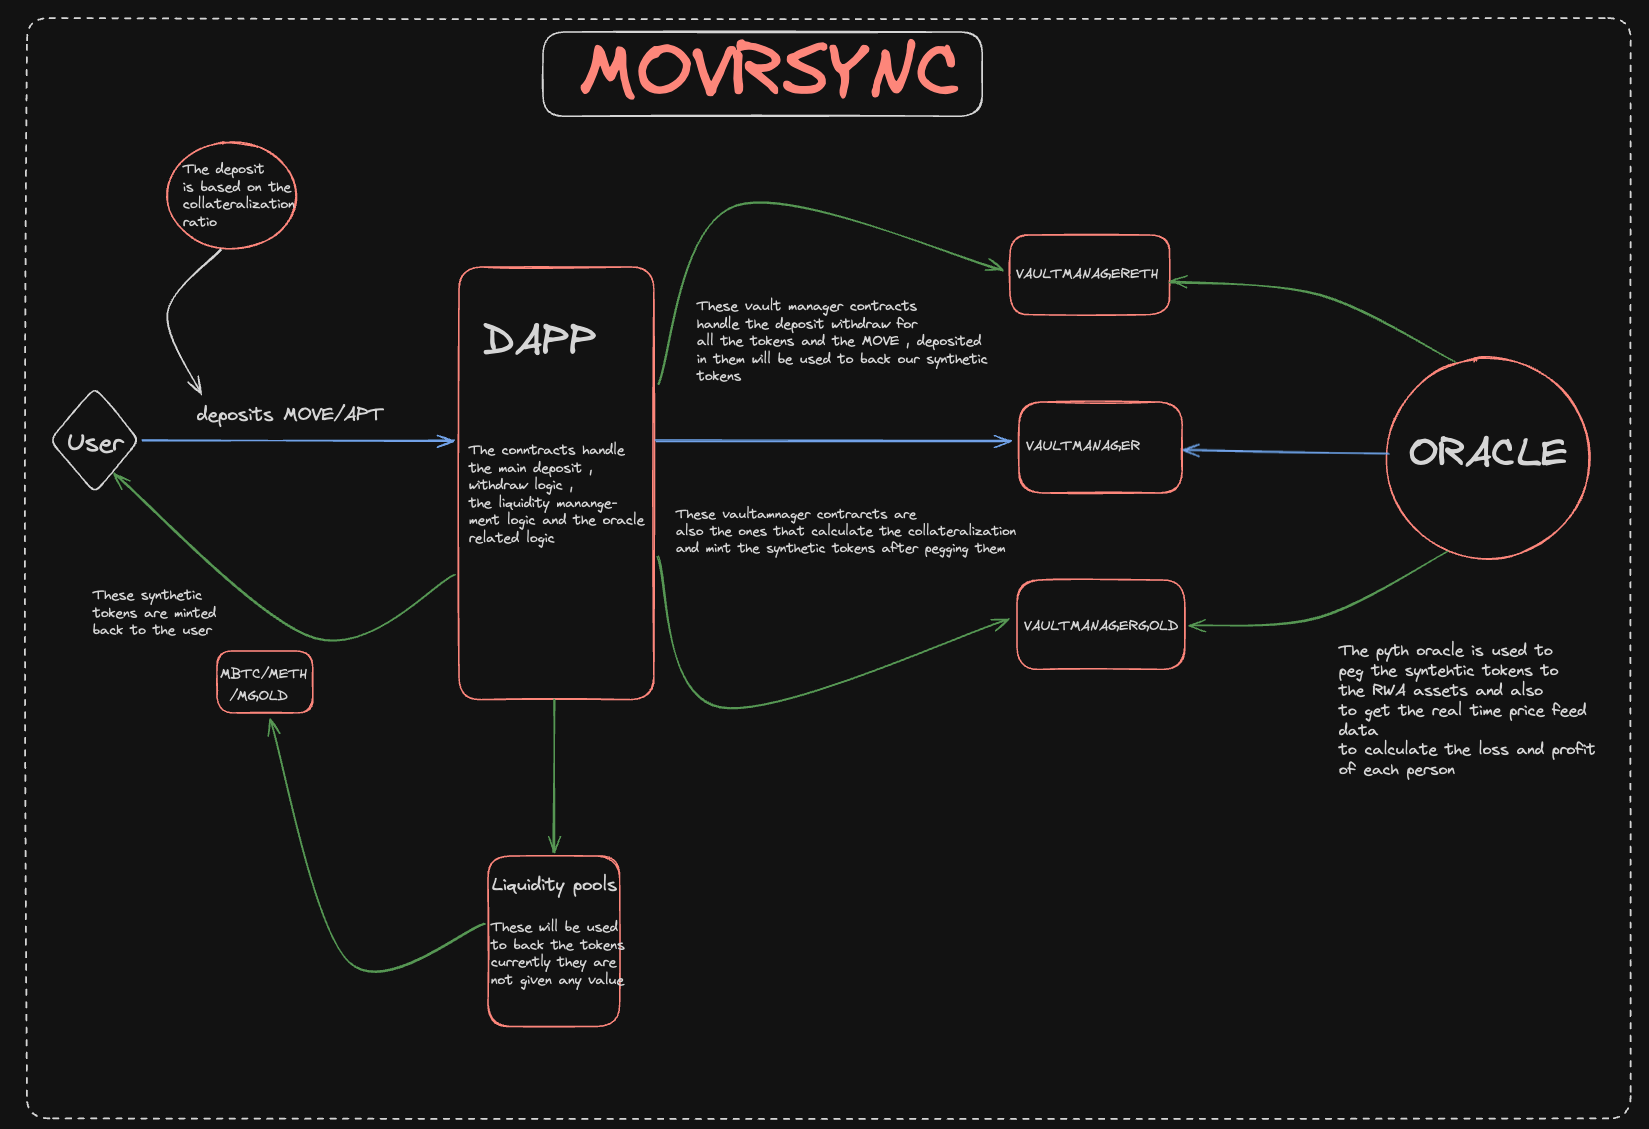 MOVRSYNC
The deposit
is based on the
collateralization
ratio
deposits MOVE/APT
User
DAPP
The conntracts handle
the main deposit ,
withdraw logic ,
the liquidity manange-
ment logic and the oracle
related logic
These vault manager contracts
handle the deposit withdraw for
all the tokens and the MOVE , deposited
in them will be used to back our synthetic
tokens
These vaultamnager contrarcts are
also the ones that calculate the collateralization
and mint the synthetic tokens after pegging them
VAULTMANAGERETH
VAULTMANAGER
VAULTMANAGERGOLD
ORACLE
The pyth oracle is used to
peg the syntehtic tokens to
the RWA assets and also
to get the real time price feed
data
to calculate the loss and profit
of each person
These synthetic
tokens are minted
back to the user
MBTC/METH
/MGOLD
Liquidity pools
These will be used
to back the tokens
currently they are
not given any value